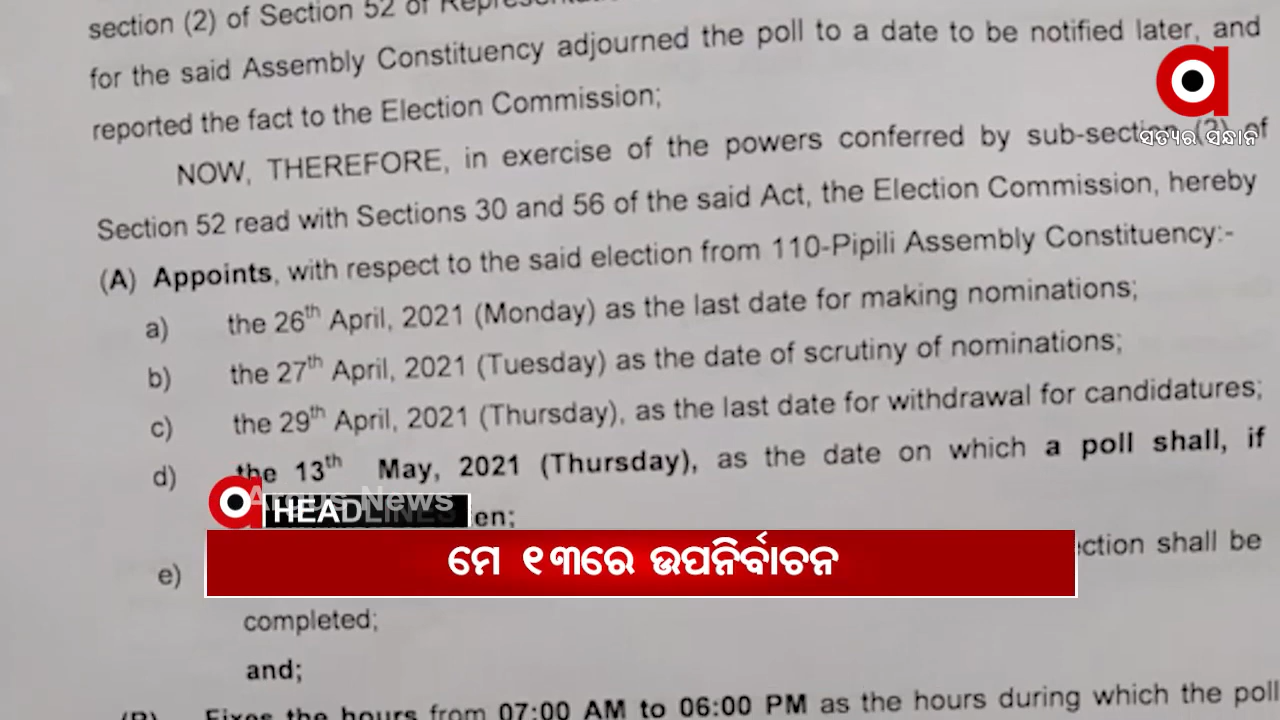 section (2) of Section 52 of
for the said Assembly Constituency adjourned the poll to a date to be notified later, and
reported the fact to the Election Commission;
NOW, THEREFORE, in exercise of the powers conferred by sub-section (2) of
Section 52 read with Sections 30 and 56 of the said Act, the Election Commission, hereby
(A) Appoints, with respect to the said election from 110-Pipili Assembly Constituency:-
a) the 26th April, 2021 (Monday) as the last date for making nominations;
b) the 27th April, 2021 (Tuesday) as the date of scrutiny of nominations;
c) the 29th April, 2021 (Thursday), as the last date for withdrawal for candidatures;
d) the 13th May, 2021 (Thursday), as the date on which a poll shall, if
e) shall be
completed;
and;
Fixes the hours from 07:00 AM to 06:00 PM as the hours during which the poll
ସତ୍ୟର ସନ୍ଧାନ
Argus News
HEADLINES
ମେ ୧୩ରେ ଉପନିର୍ବାଚନ